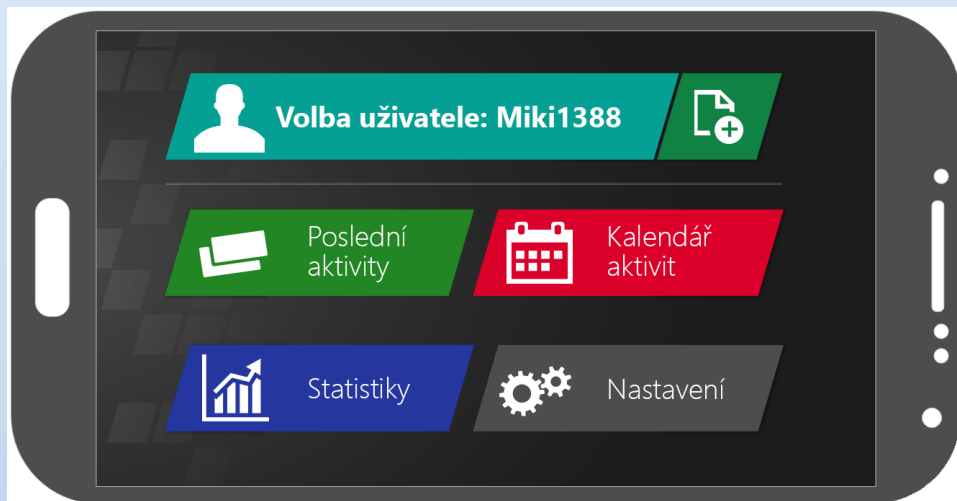 Volba uživatele: Miki1388
Poslední
aktivity
Kalendář
aktivit
Statistiky
Nastavení